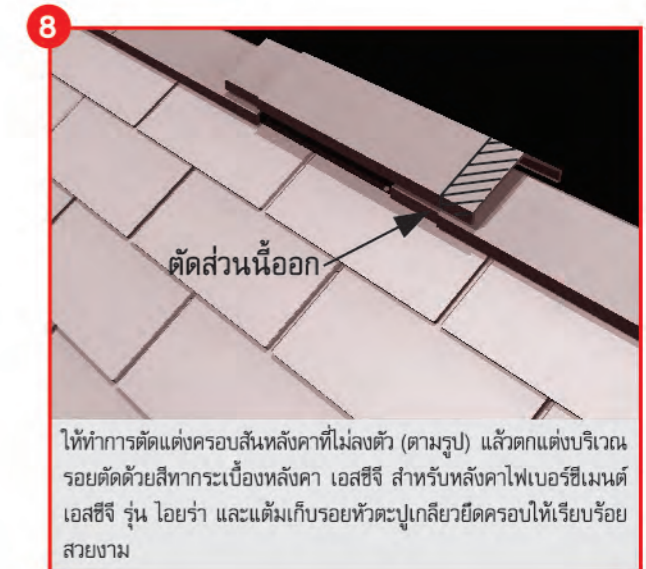 8
ตัดส่วนนี้ออก
ให้ทำการตัดแต่งครอบสันหลังคาที่ไม่ลงตัว (ตามรูป) แล้วตกแต่งบริเวณ
รอยตัดด้วยสีทากระเบื้องหลังคา เอสซีจี สำหรับหลังคาไฟเบอร์ซีเมนต์
เอสซีจี รุ่น ไอยร่า และแต้มเก็บรอยหัวตะปูเกลียวยึดครอบให้เรียบร้อย
สวยงาม